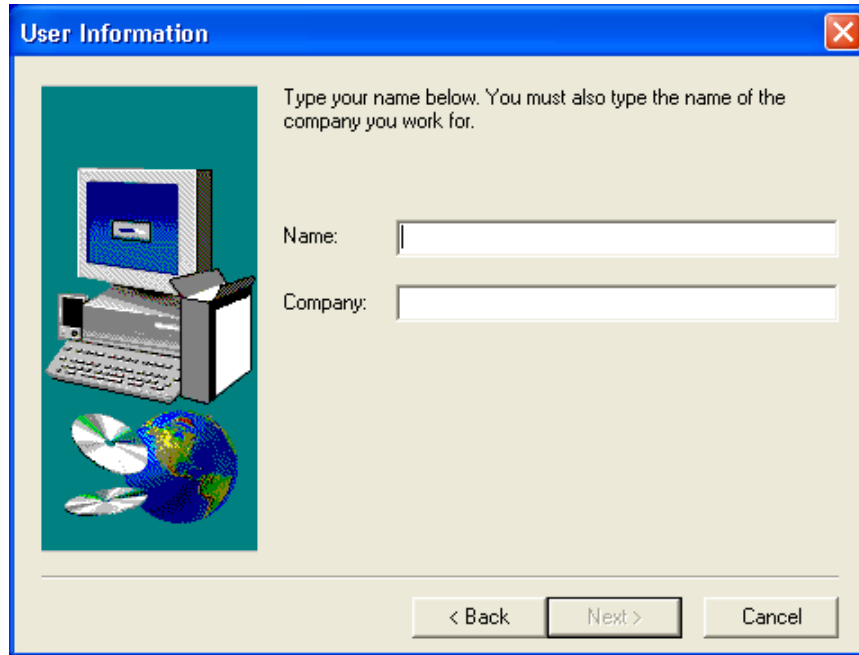 User Information
Type your name below. You must also type the name of the
company you work for.
Name:
Company:
< Back
Next >
Cancel